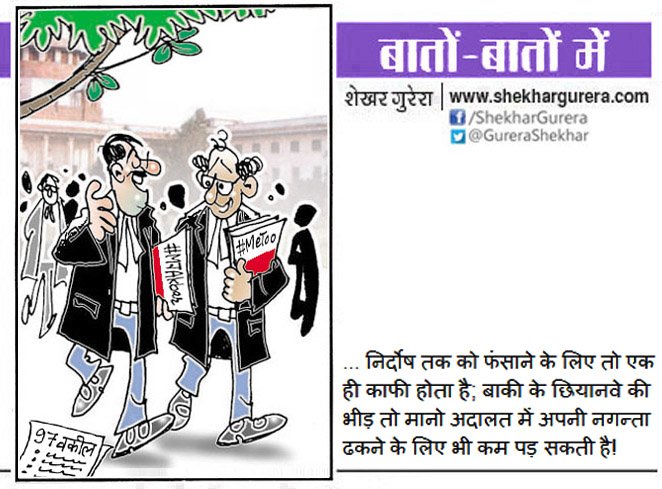 बातों-बातों में
शेखर गुरेरा | www.shekhargurera.com
/ShekharGurera
@GureraShekhar
#MJAkbar
#MeToo
97 वकील
... निर्दोष तक को फंसाने के लिए तो एक
ही काफी होता है; बाकी के छियानवे की
भीड़ तो मानो अदालत में अपनी नगन्ता
ढकने के लिए भी कम पड़ सकती है!